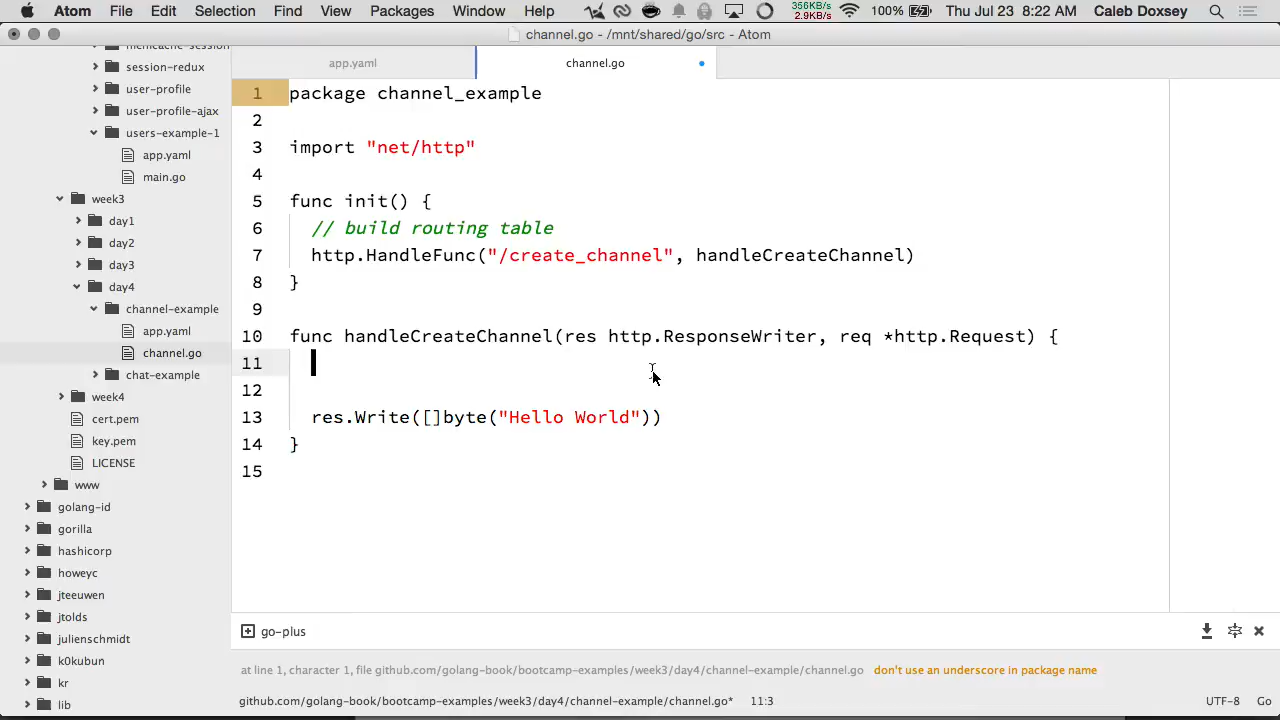 Atom File Edit Selection Find View Packages Window Help 356KB/s 2.9KB/s 100% Thu Jul 23 8:22 AM Caleb Doxsey
channel.go - /mnt/shared/go/src - Atom
memcache-session
session-redux
user-profile
user-profile-ajax
users-example-1
app.yaml
main.go
week3
day1
day2
day3
day4
channel-example
app.yaml
channel.go
chat-example
week4
cert.pem
key.pem
LICENSE
www
golang-id
gorilla
hashicorp
howeyc
jteeuwen
jtolds
julienschmidt
k0kubun
kr
lib
app.yaml channel.go
1 package channel_example
2
3 import "net/http"
4
5 func init() {
6 // build routing table
7 http.HandleFunc("/create_channel", handleCreateChannel)
8 }
9
10 func handleCreateChannel(res http.ResponseWriter, req *http.Request) {
11
12
13 res.Write([]byte("Hello World"))
14 }
15
go-plus
at line 1, character 1, file github.com/golang-book/bootcamp-examples/week3/day4/channel-example/channel.go don't use an underscore in package name
github.com/golang-book/bootcamp-examples/week3/day4/channel-example/channel.go* 11:3 UTF-8 Go